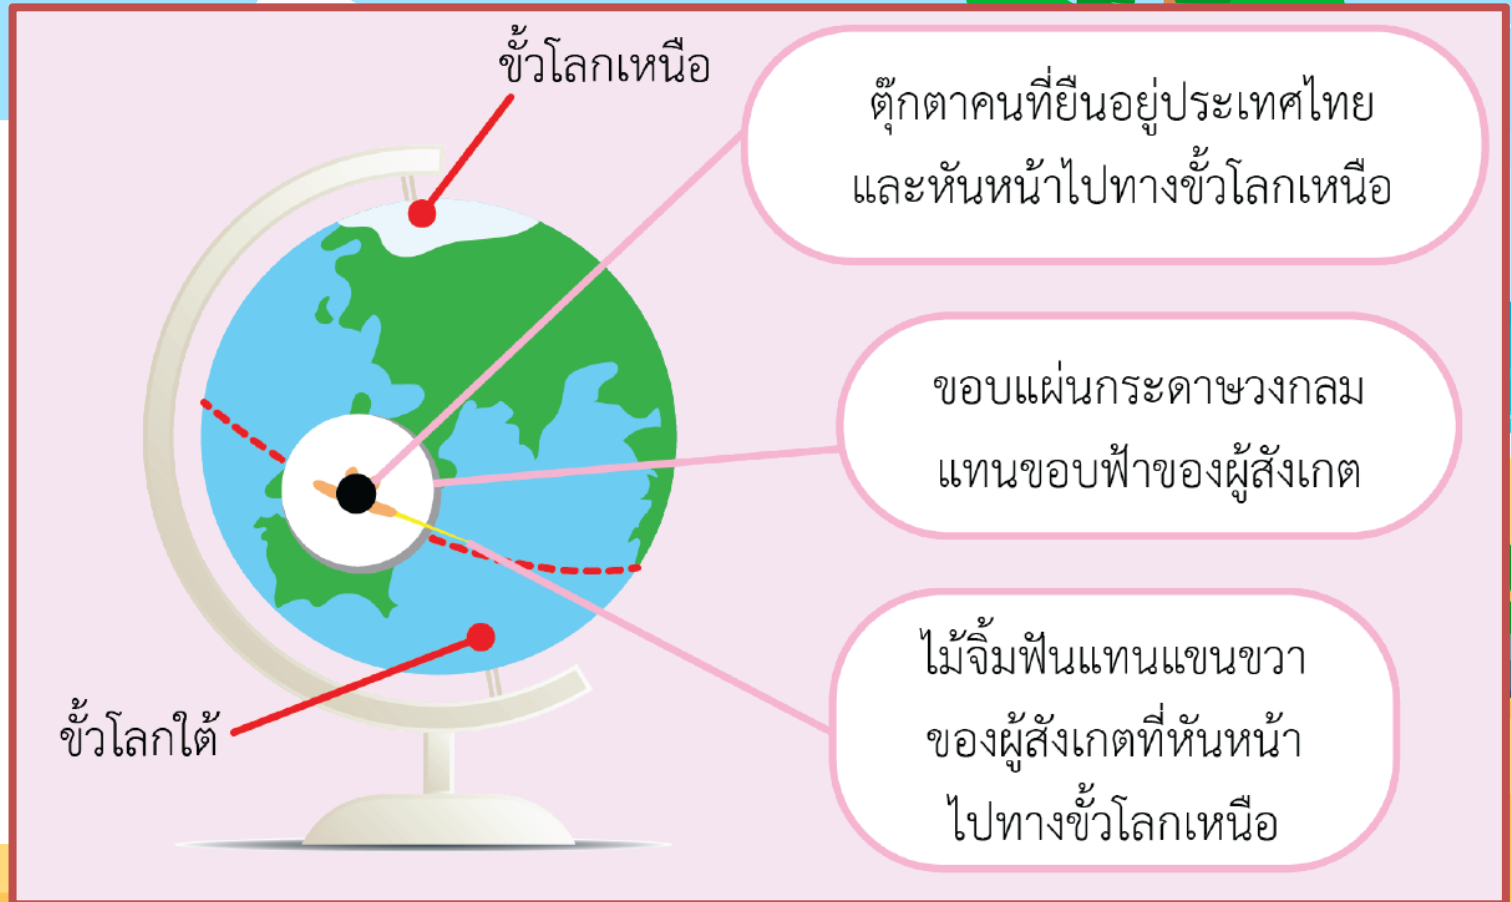 ขั้วโลกเหนือ
ตุ๊กตาคนที่ยืนอยู่ประเทศไทย
และหันหน้าไปทางขั้วโลกเหนือ
ขอบแผ่นกระดาษวงกลม
แทนขอบฟ้าของผู้สังเกต
ไม้จิ้มฟันแทนแขนขวา
ของผู้สังเกตที่หันหน้า
ไปทางขั้วโลกเหนือ
ขั้วโลกใต้